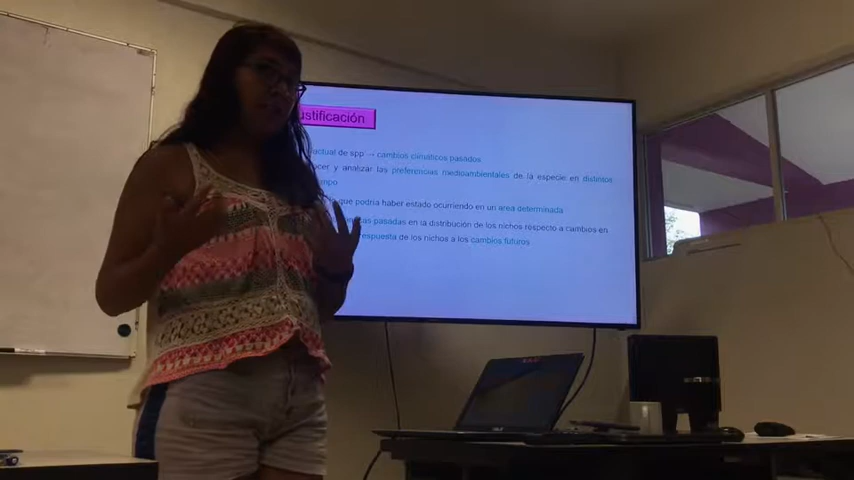 ustificación
actual de spp → cambios climáticos pasados
ocer y analizar las preferencias medioambientales de la especie en distintos
mpo
que podría haber estado ocurriendo en un área determinada
pasadas en la distribución de los nichos respecto a cambios en
espuesta de los nichos a los cambios futuros